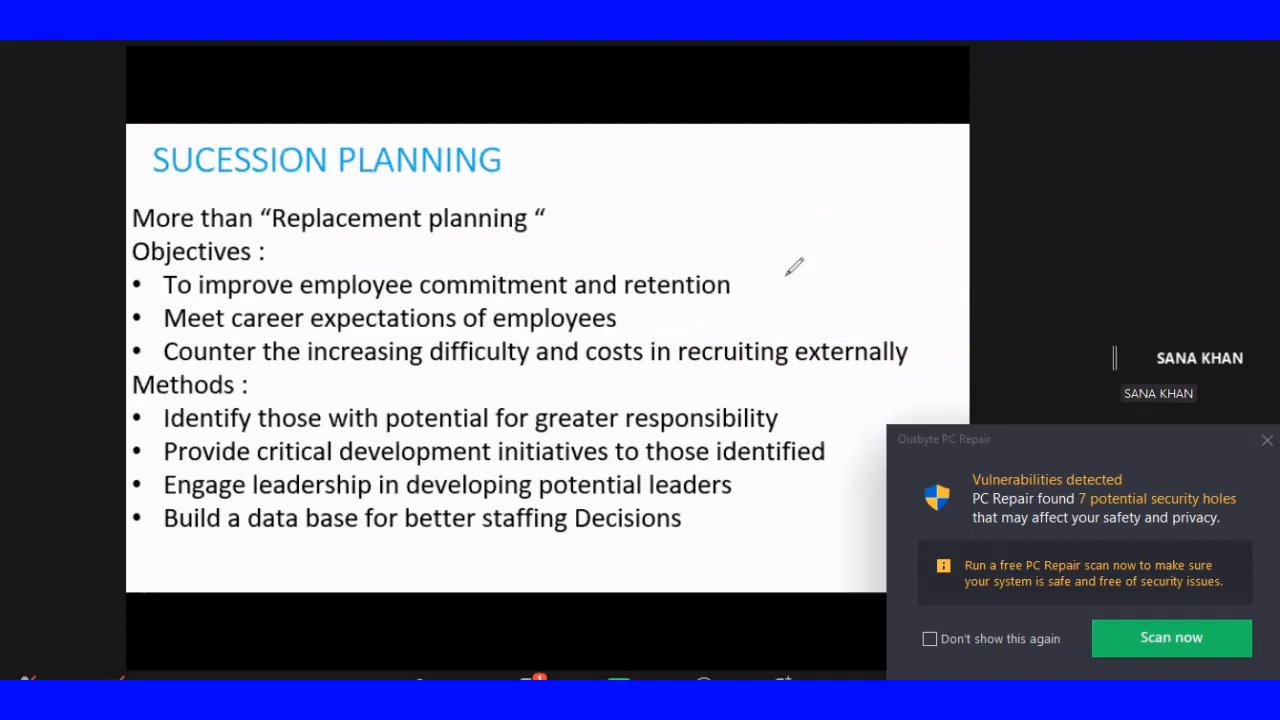 SUCESSION PLANNING
More than “Replacement planning “
Objectives :
• To improve employee commitment and retention
• Meet career expectations of employees
• Counter the increasing difficulty and costs in recruiting externally
Methods :
• Identify those with potential for greater responsibility
• Provide critical development initiatives to those identified
• Engage leadership in developing potential leaders
• Build a data base for better staffing Decisions
SANA KHAN
SANA KHAN
Outbyte PC Repair
Vulnerabilities detected
PC Repair found 7 potential security holes
that may affect your safety and privacy.
Run a free PC Repair scan now to make sure
your system is safe and free of security issues.
Don't show this again
Scan now